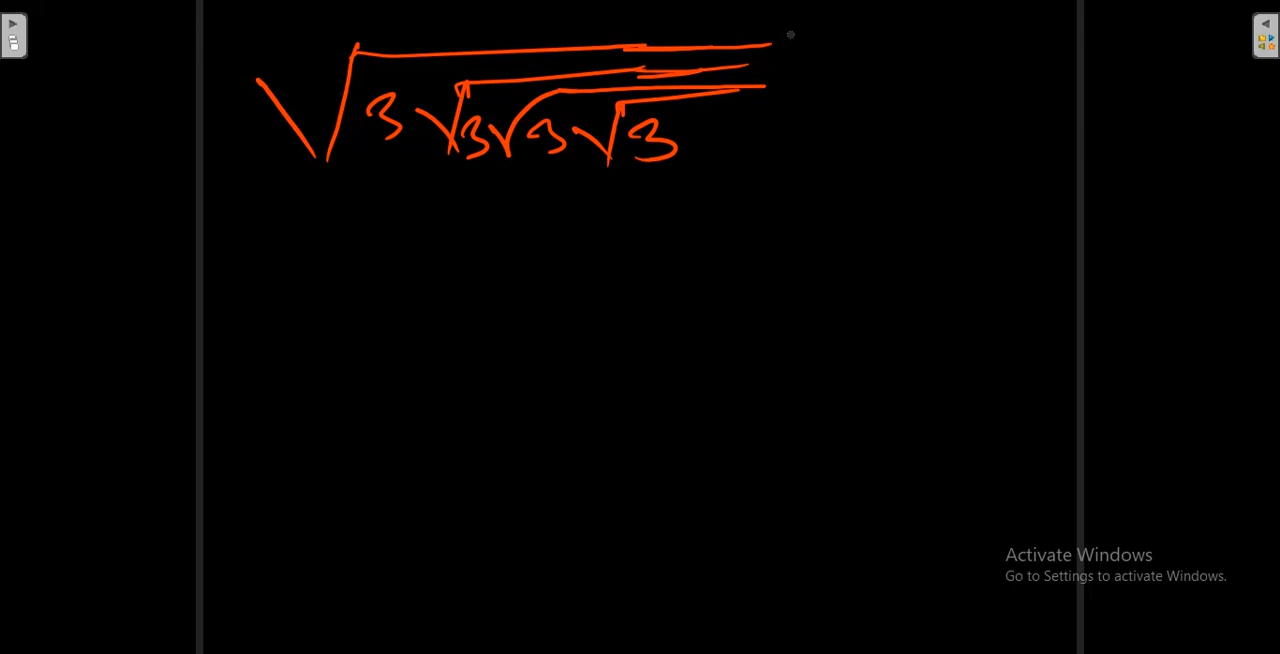 √3√3√3√3
Activate Windows
Go to Settings to activate Windows.